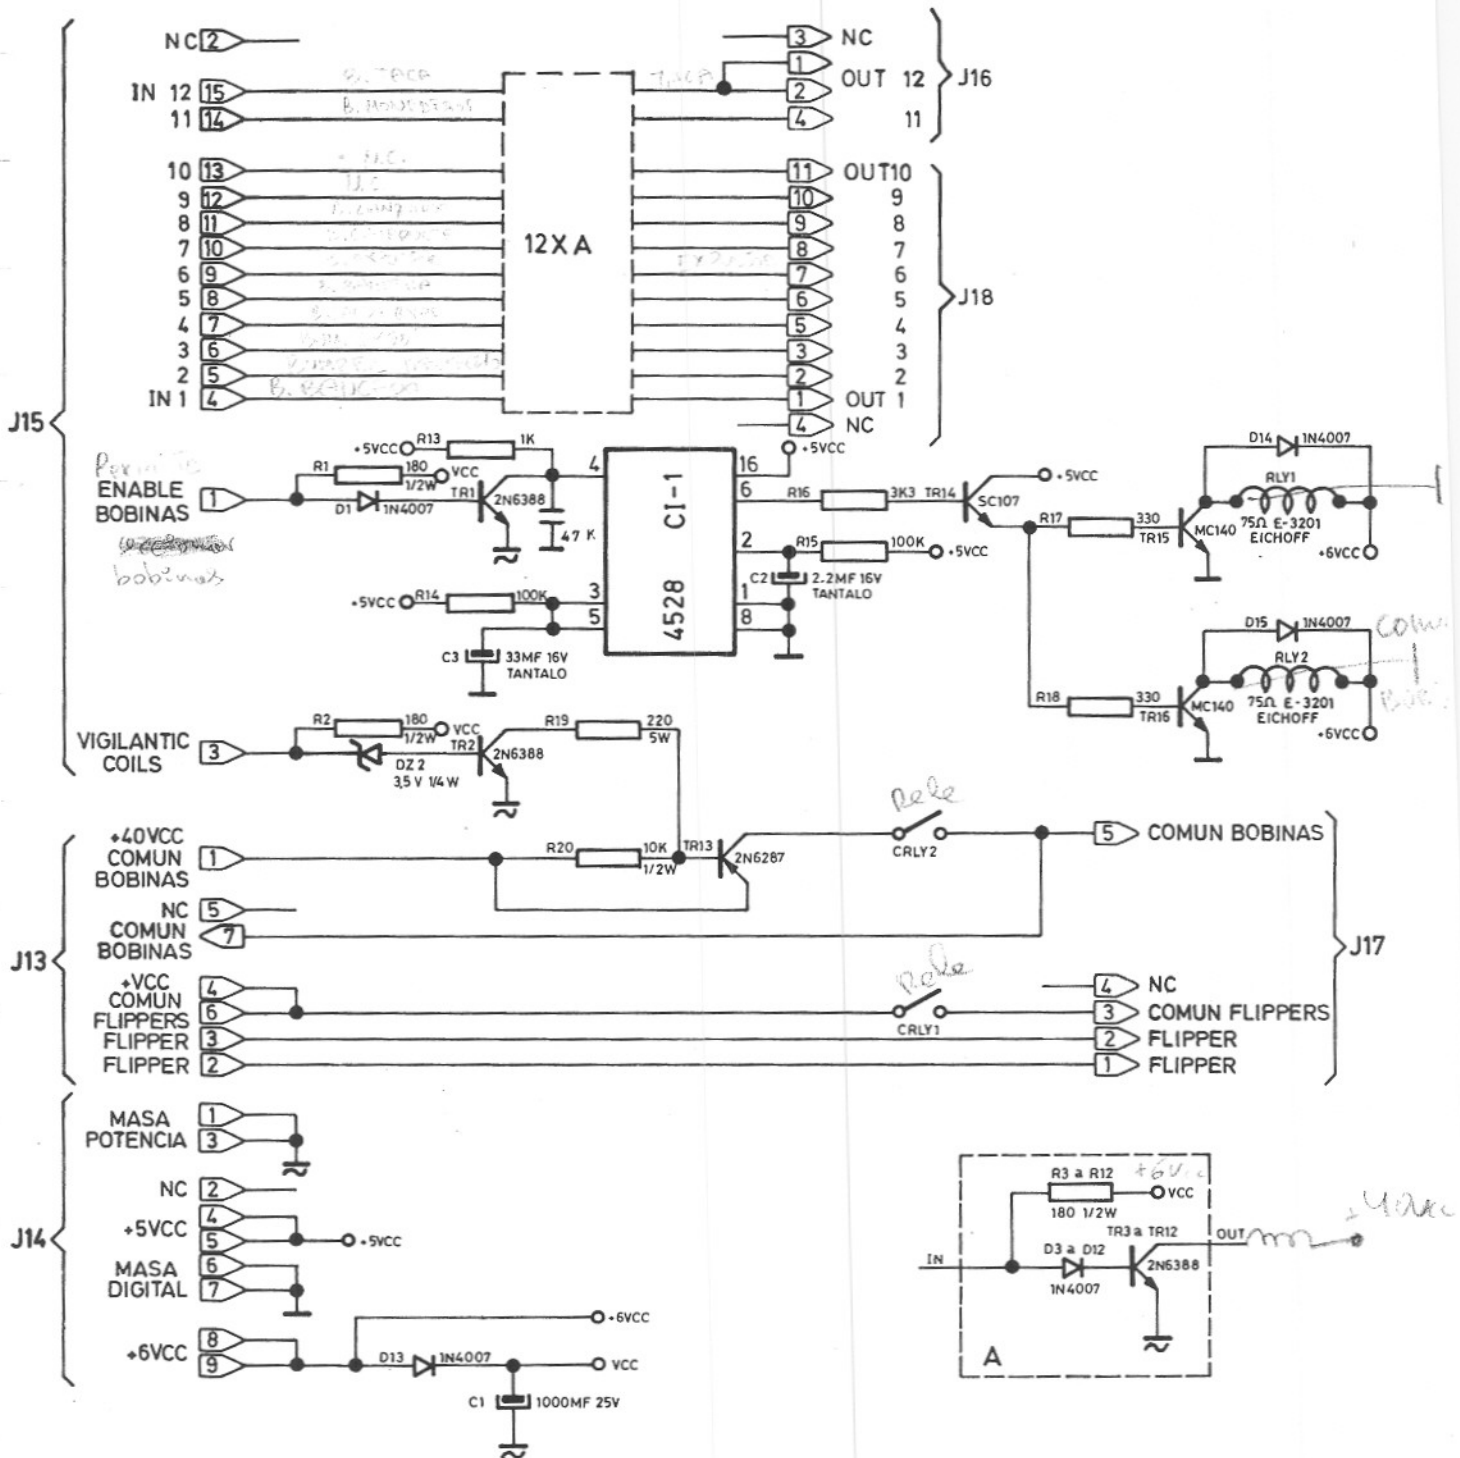 NC 2
3 NC
1
IN 12 15
B. TACA
2
OUT 12
J16
11 14
4
11
10 13
N.C.
11 OUT10
9 12
10 9
8 11
9 8
7 10
12XA
8 7
6 9
7 6
5 8
6 5
J18
4 7
5 4
3 6
3 3
2 5
2 2
IN 1 4
1 OUT 1
4 NC
J15
+5VCC R13 1K
4
16
+5VCC
D14 1N4007
ENABLE BOBINAS
1
R1 180 1/2W VCC
D1 1N4007
TR1 2N6388
47 K
CI-1
4528
6
R16 3K3 TR14
SC107
+5VCC
R17 330
TR15
MC140
RLY1
75Ω E-3201
EICHOFF
+6VCC
bobinas
2
R15 100K
+5VCC
C2 2.2MF 16V
TANTALO
+5VCC R14 100K
3
5
1
8
C3 33MF 16V
TANTALO
D15 1N4007
RLY2
75Ω E-3201
EICHOFF
R18 330
TR16
MC140
+6VCC
VIGILANTIC COILS
3
R2 180 1/2W VCC
DZ 2
3,5 V 1/4 W
TR2 2N6388
R19 220
5W
Rele
+40VCC
COMUN
BOBINAS
1
R20 10K
1/2W
TR13
2N6287
CRLY2
5 COMUN BOBINAS
NC 5
COMUN
BOBINAS
7
J13
J17
Rele
+VCC
COMUN
FLIPPERS
4
6
CRLY1
4 NC
3 COMUN FLIPPERS
FLIPPER 3
2 FLIPPER
FLIPPER 2
1 FLIPPER
MASA
POTENCIA
1
3
NC 2
+5VCC
4
5
+5VCC
J14
MASA
DIGITAL
6
7
+6VCC
8
9
+6VCC
D13 1N4007
VCC
C1 1000MF 25V
R3 a R12
VCC
180 1/2W
TR3 a TR12
OUT
IN
D3 a D12
1N4007
2N6388
A